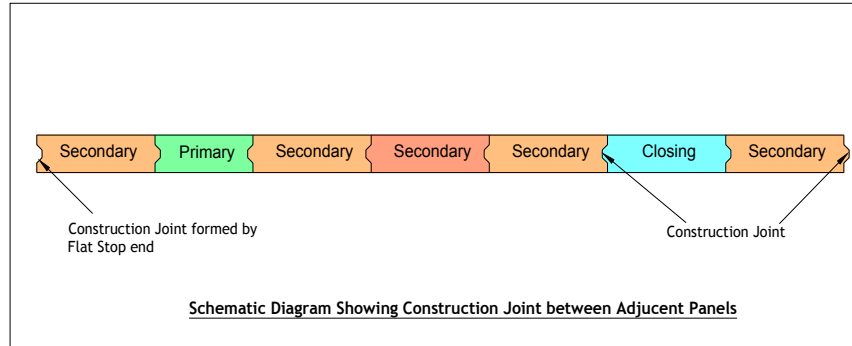 Secondary Primary Secondary Secondary Secondary Closing Secondary
Construction Joint formed by
Flat Stop end
Construction Joint
Schematic Diagram Showing Construction Joint between Adjucent Panels